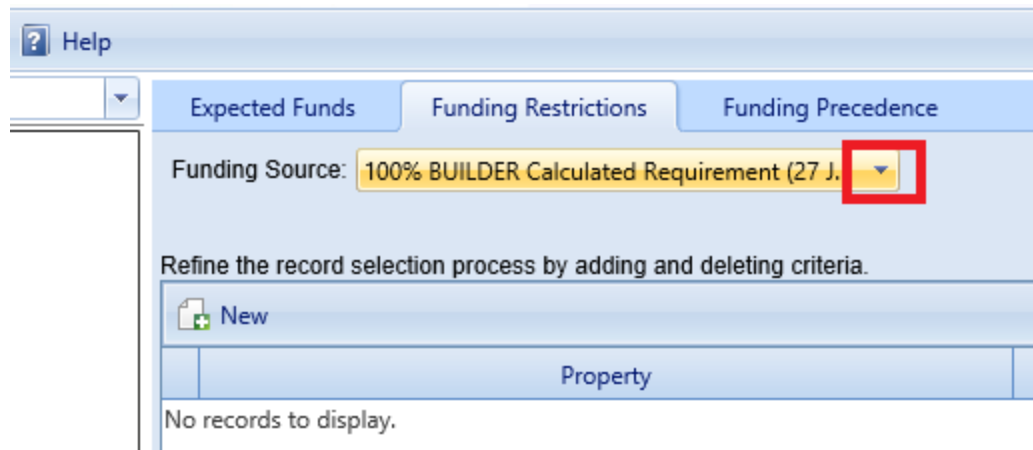 Help
Expected Funds Funding Restrictions Funding Precedence
Funding Source: 100% BUILDER Calculated Requirement (27 J.
Refine the record selection process by adding and deleting criteria.
New
Property
No records to display.